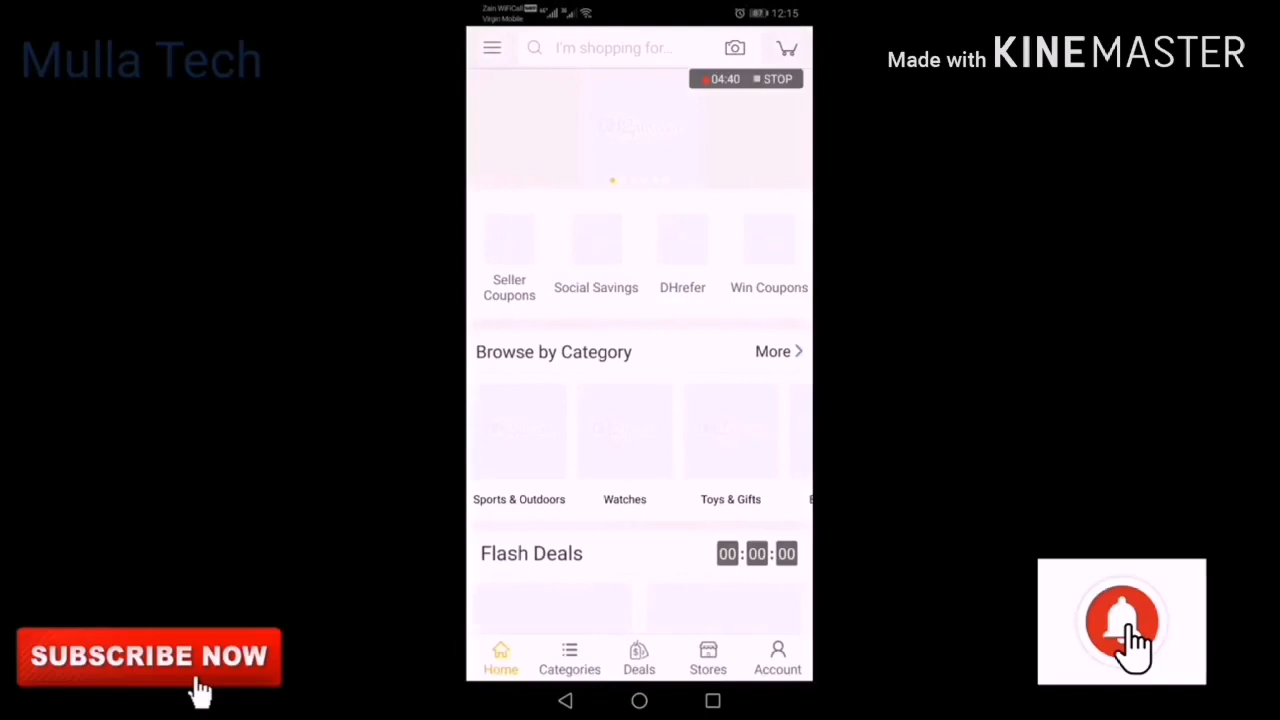 Mulla Tech
Made with KINEMASTER
Zain WiFiCall
Virgin Mobile
12:15
I'm shopping for...
04:40 STOP
Seller
Coupons
Social Savings
DHrefer
Win Coupons
Browse by Category
More
Sports & Outdoors
Watches
Toys & Gifts
Flash Deals
00:00:00
Home
Categories
Deals
Stores
Account
SUBSCRIBE NOW